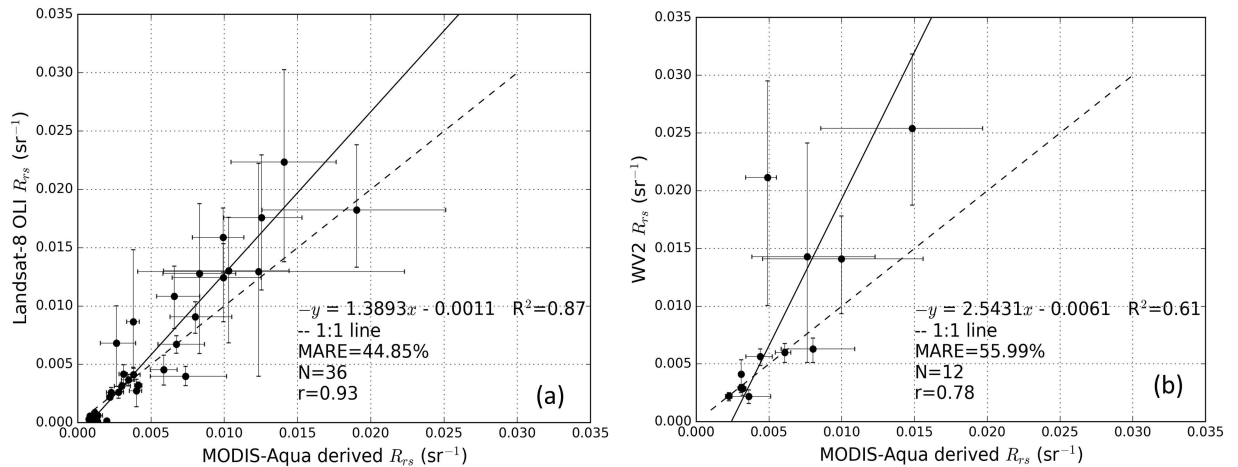 0.035
0.030
0.025
0.020
0.015
0.010
0.005
0.000
Landsat-8 OLI Rrs (sr−1)
−y = 1.3893x - 0.0011 R2=0.87
-- 1:1 line
MARE=44.85%
N=36
r=0.93
(a)
0.000 0.005 0.010 0.015 0.020 0.025 0.030 0.035
MODIS-Aqua derived Rrs (sr−1)
0.035
0.030
0.025
0.020
0.015
0.010
0.005
0.000
WV2 Rrs (sr−1)
−y = 2.5431x - 0.0061 R2=0.61
-- 1:1 line
MARE=55.99%
N=12
r=0.78
(b)
0.000 0.005 0.010 0.015 0.020 0.025 0.030 0.035
MODIS-Aqua derived Rrs (sr−1)